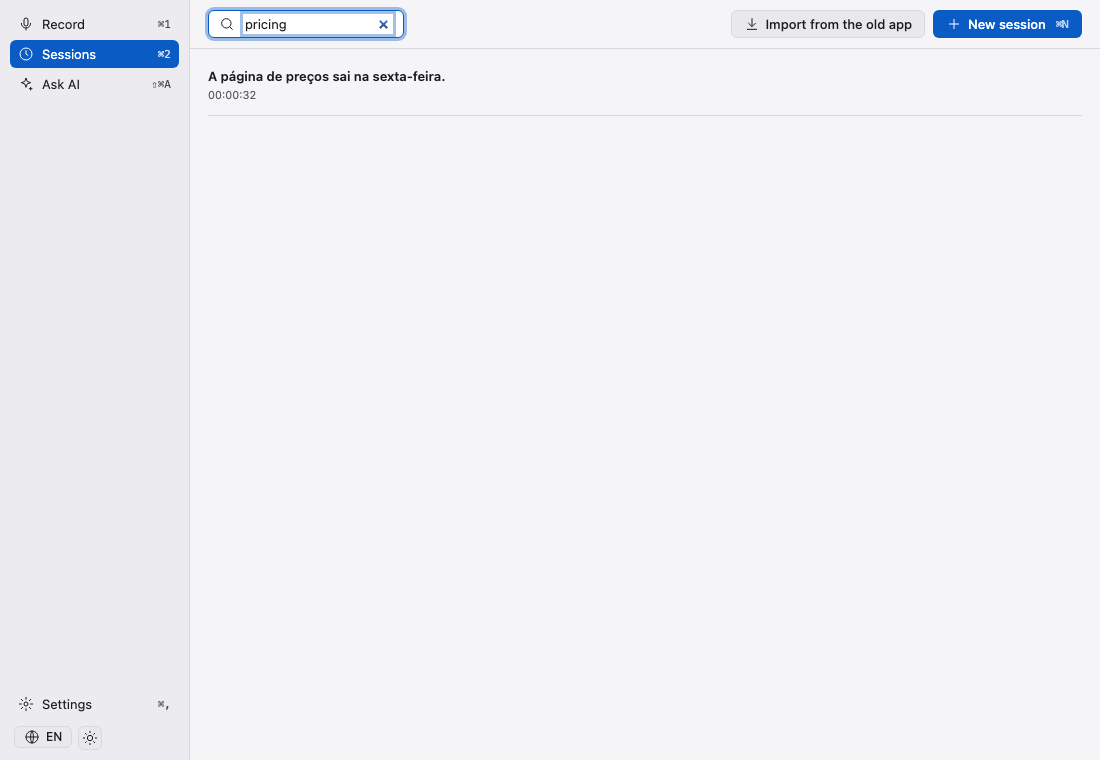 Record ⌘1
Sessions ⌘2
Ask AI ⇧⌘A
pricing
Import from the old app
New session ⌘N
A página de preços sai na sexta-feira.
00:00:32
Settings ⌘,
EN